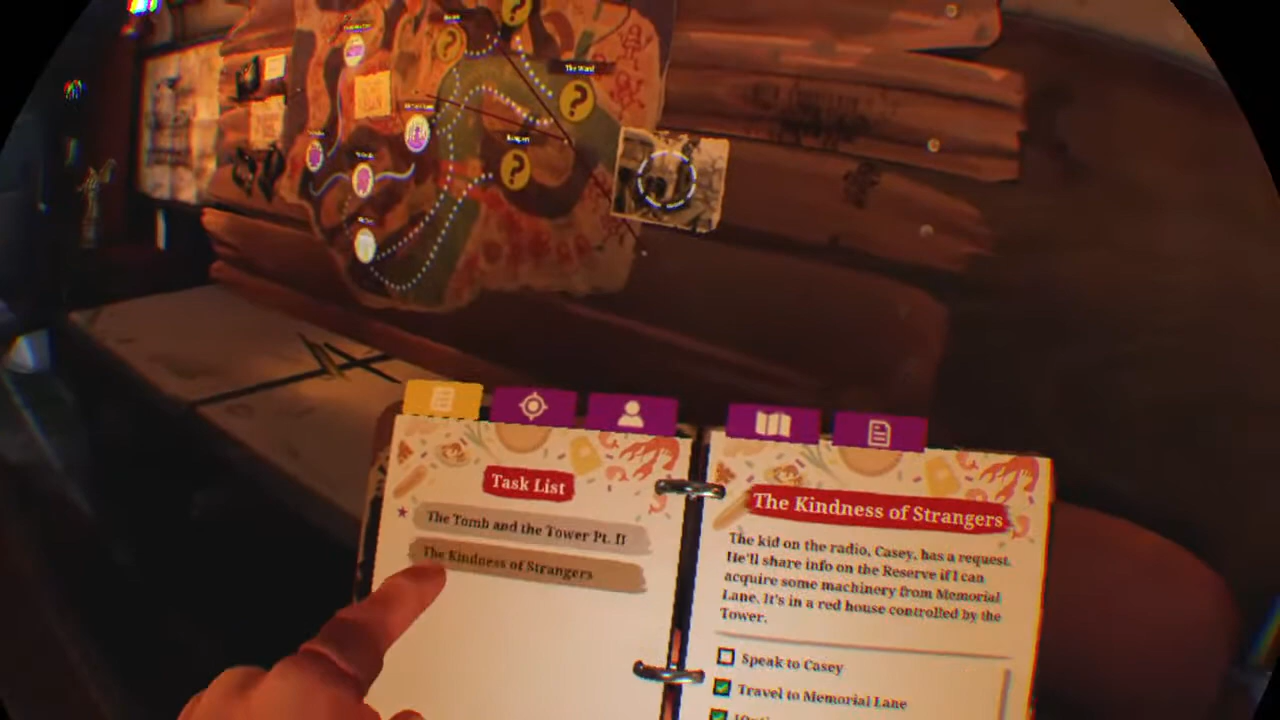 The Ward
Task List
The Tomb and the Tower Pt. II
The Kindness of Strangers
The Kindness of Strangers
The kid on the radio, Casey, has a request.
He'll share info on the Reserve if I can
acquire some machinery from Memorial
Lane. It's in a red house controlled by the
Tower.
Speak to Casey
Travel to Memorial Lane